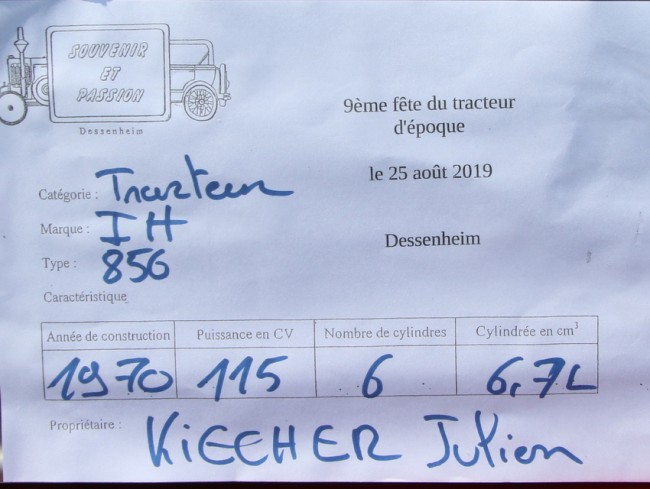 SOUVENIR
ET
PASSION
Dessenheim
9ème fête du tracteur
d'époque
le 25 août 2019
Dessenheim
Catégorie : Tracteur
Marque : IH
Type : 856
Caractéristique
Année de construction Puissance en CV Nombre de cylindres Cylindrée en cm³
1970 115 6 6,7L
Propriétaire : KIECHER Julien